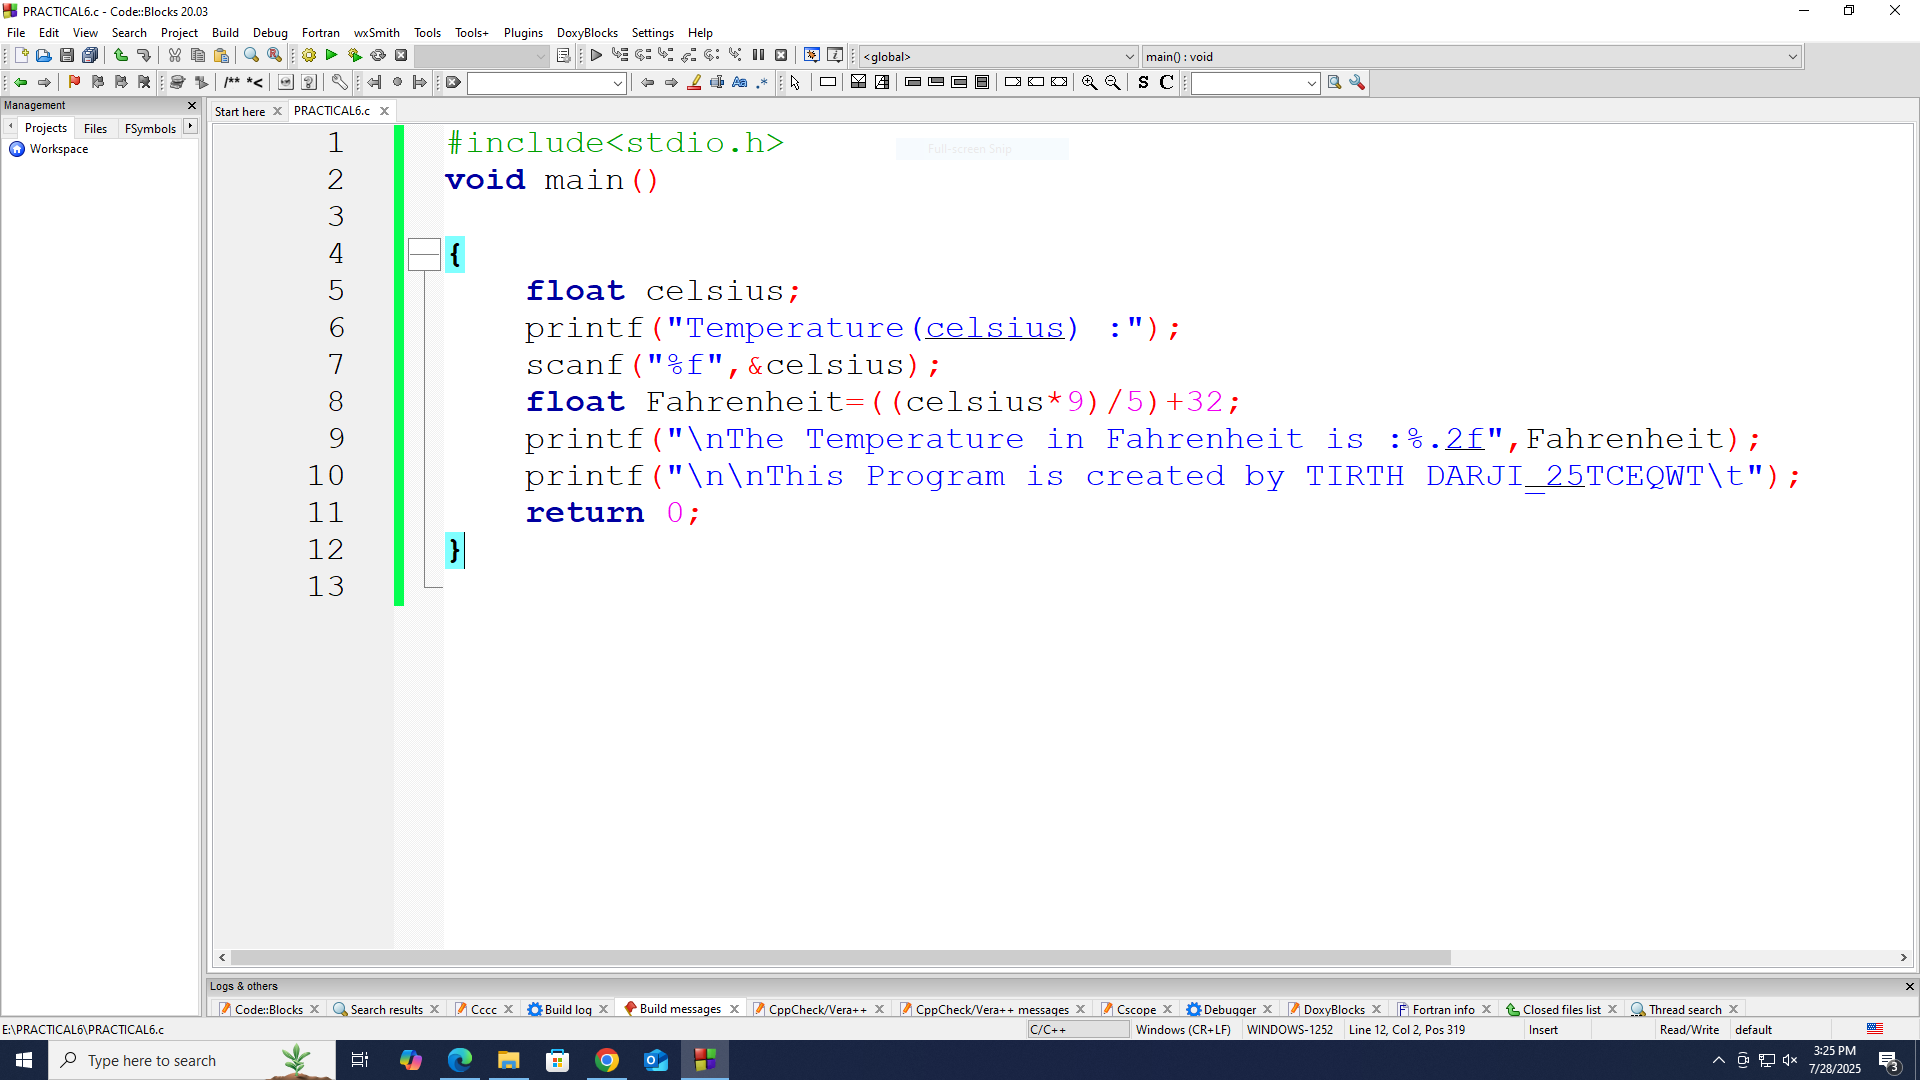 PRACTICAL6.c - Code::Blocks 20.03
File Edit View Search Project Build Debug Fortran wxSmith Tools Tools+ Plugins DoxyBlocks Settings Help
<global> main() : void
/** *< Aa .* S C
Management
Projects Files FSymbols
Workspace
Start here PRACTICAL6.c
Full-screen Snip
1 #include<stdio.h>
2 void main()
3
4 {
5 float celsius;
6 printf("Temperature(celsius) :");
7 scanf("%f",&celsius);
8 float Fahrenheit=((celsius*9)/5)+32;
9 printf("\nThe Temperature in Fahrenheit is :%.2f",Fahrenheit);
10 printf("\n\nThis Program is created by TIRTH DARJI_25TCEQWT\t");
11 return 0;
12 }
13
Logs & others
Code::Blocks Search results Cccc Build log Build messages CppCheck/Vera++ CppCheck/Vera++ messages Cscope Debugger DoxyBlocks Fortran info Closed files list Thread search
E:\PRACTICAL6\PRACTICAL6.c C/C++ Windows (CR+LF) WINDOWS-1252 Line 12, Col 2, Pos 319 Insert Read/Write default
Type here to search
3:25 PM
7/28/2025
3